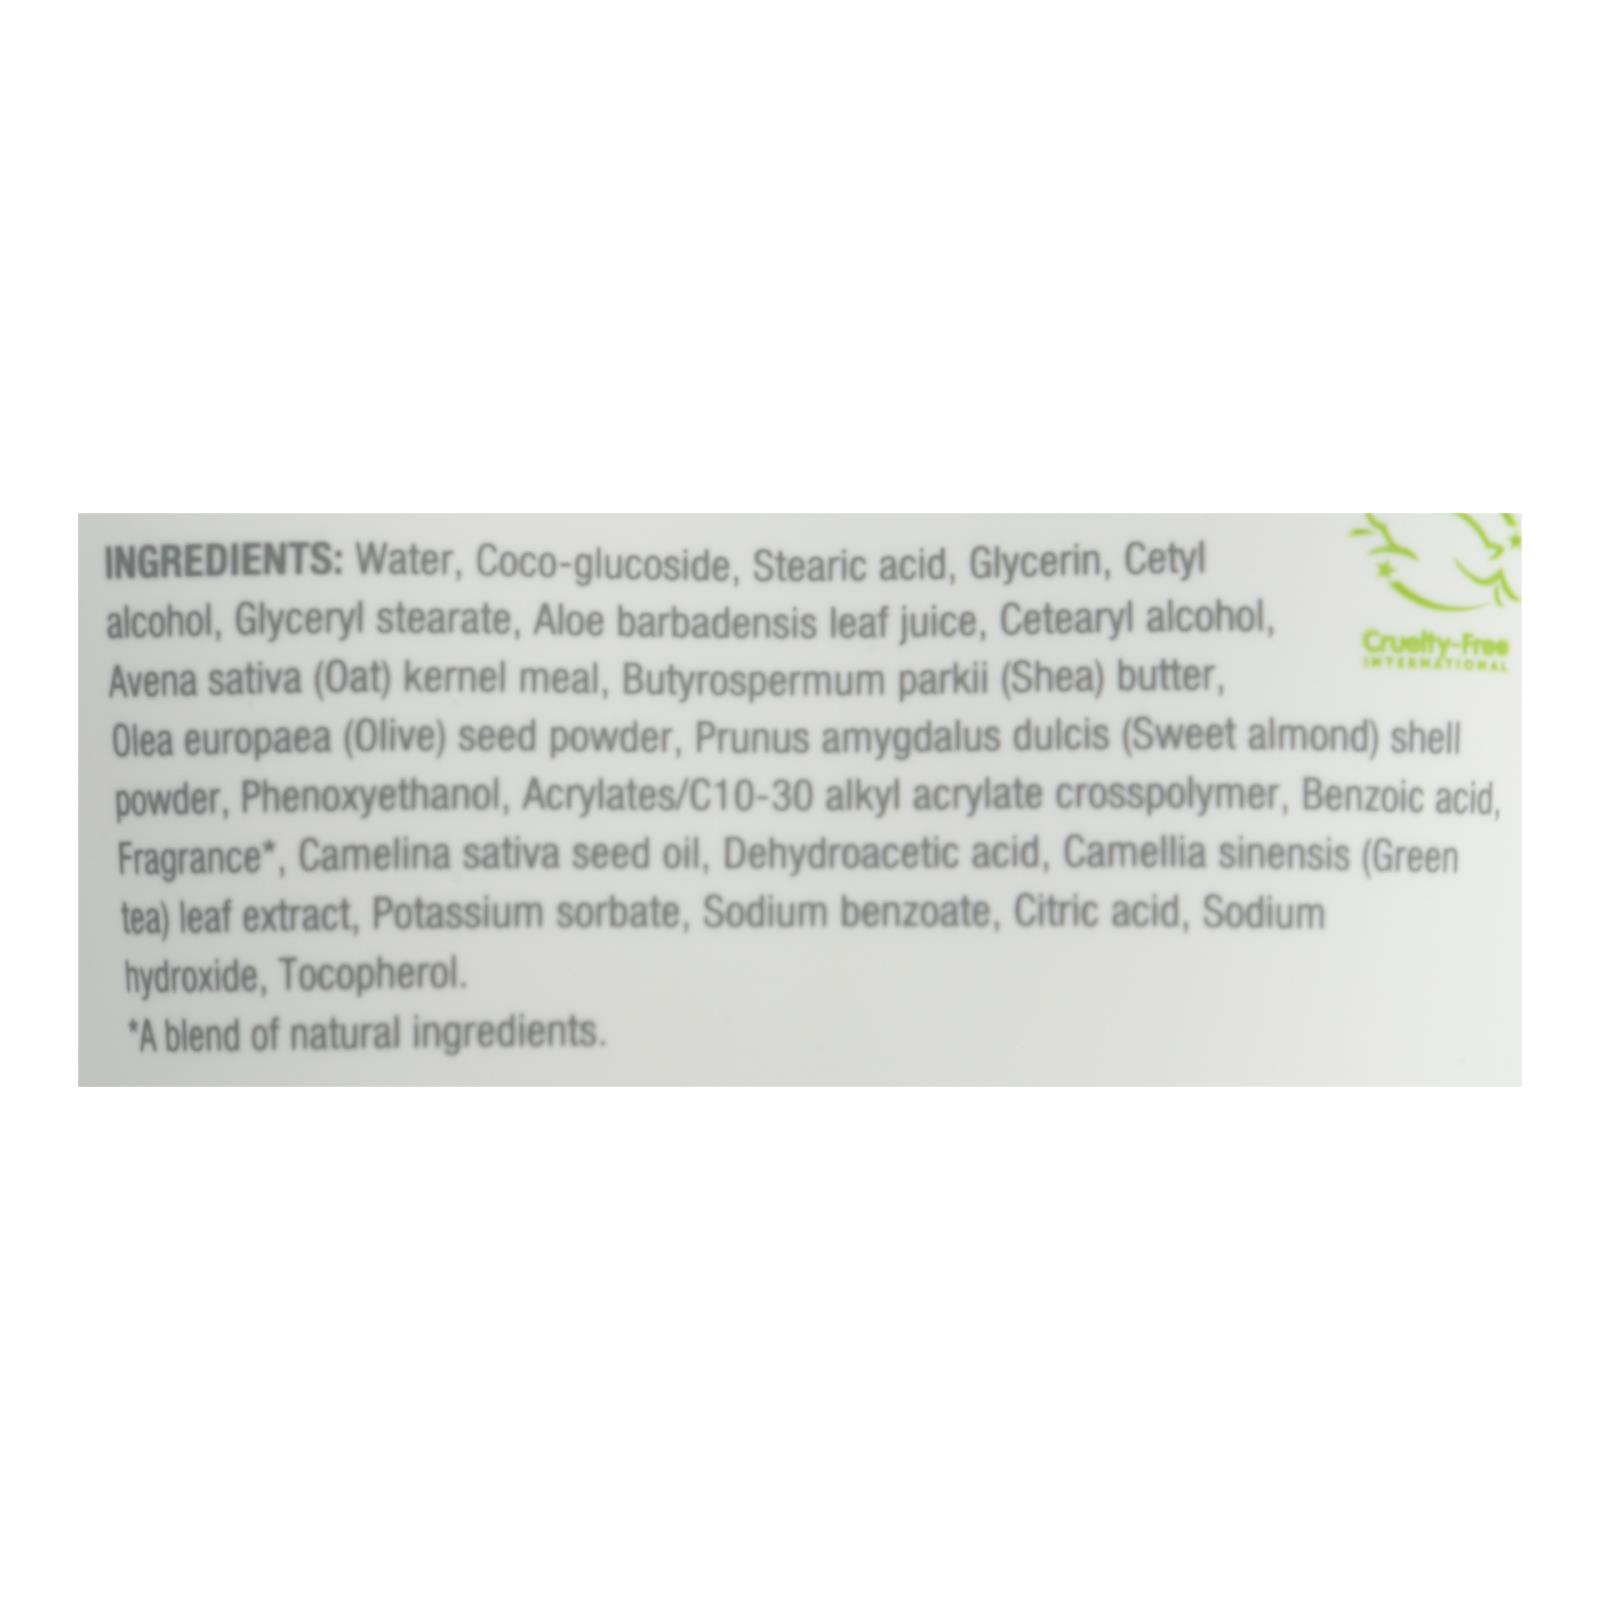 INGREDIENTS: Water, Coco-glucoside, Stearic acid, Glycerin, Cetyl
alcohol, Glyceryl stearate, Aloe barbadensis leaf juice, Cetearyl alcohol,
Avena sativa (Oat) kernel meal, Butyrospermum parkii (Shea) butter,
Olea europaea (Olive) seed powder, Prunus amygdalus dulcis (Sweet almond) shell
powder, Phenoxyethanol, Acrylates/C10-30 alkyl acrylate crosspolymer, Benzoic acid,
Fragrance*, Camelina sativa seed oil, Dehydroacetic acid, Camellia sinensis (Green
tea) leaf extract, Potassium sorbate, Sodium benzoate, Citric acid, Sodium
hydroxide, Tocopherol.
*A blend of natural ingredients.
Cruelty-Free
INTERNATIONAL